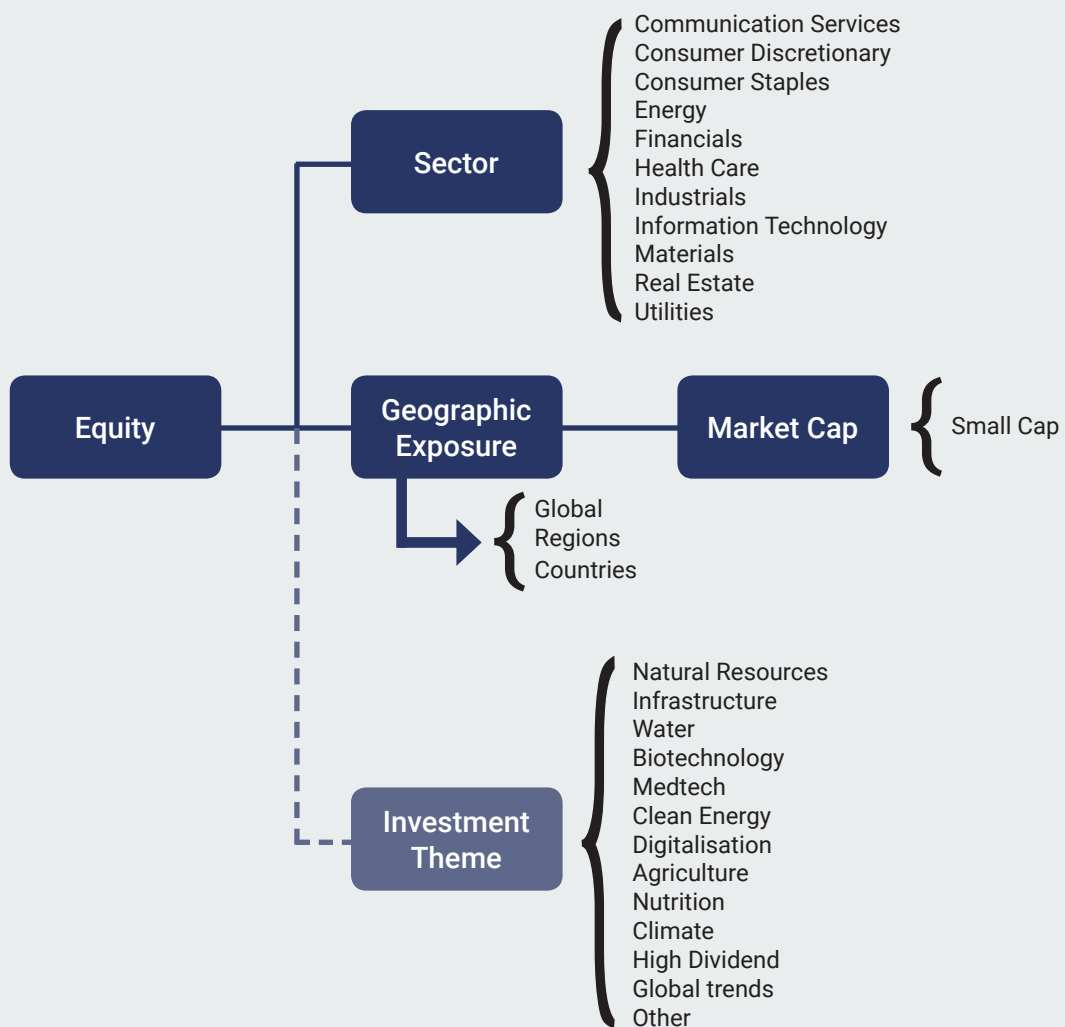 Communication Services
Consumer Discretionary
Consumer Staples
Energy
Financials
Health Care
Industrials
Information Technology
Materials
Real Estate
Utilities
Sector
Equity
Geographic
Exposure
Market Cap
Small Cap
Global
Regions
Countries
Investment
Theme
Natural Resources
Infrastructure
Water
Biotechnology
Medtech
Clean Energy
Digitalisation
Agriculture
Nutrition
Climate
High Dividend
Global trends
Other